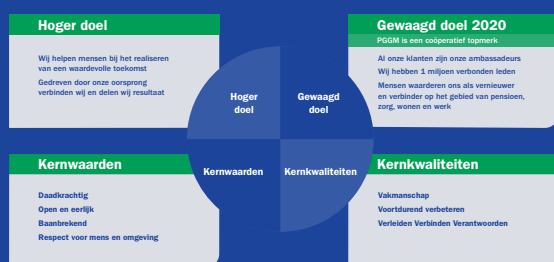 Hoger doel
Wij helpen mensen bij het realiseren
van een waardevolle toekomst
Gedreven door onze oorsprong
verbinden wij en delen wij resultaat
Gewaagd doel 2020
PGGM is een coöperatief topmerk
Al onze klanten zijn onze ambassadeurs
Wij hebben 1 miljoen verbonden leden
Mensen waarderen ons als vernieuwer
en verbinder op het gebied van pensioen,
zorg, wonen en werk
Hoger
doel
Gewaagd
doel
Kernwaarden
Kernkwaliteiten
Kernwaarden
Daadkrachtig
Open en eerlijk
Baanbrekend
Respect voor mens en omgeving
Kernkwaliteiten
Vakmanschap
Voortdurend verbeteren
Verleiden Verbinden Verantwoorden